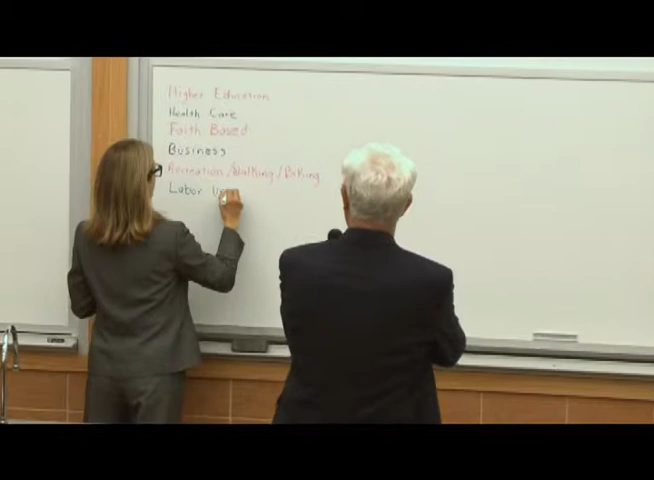 Higher Education
Health Care
Faith Based
Business
Recreation/Walking/Biking
Labor